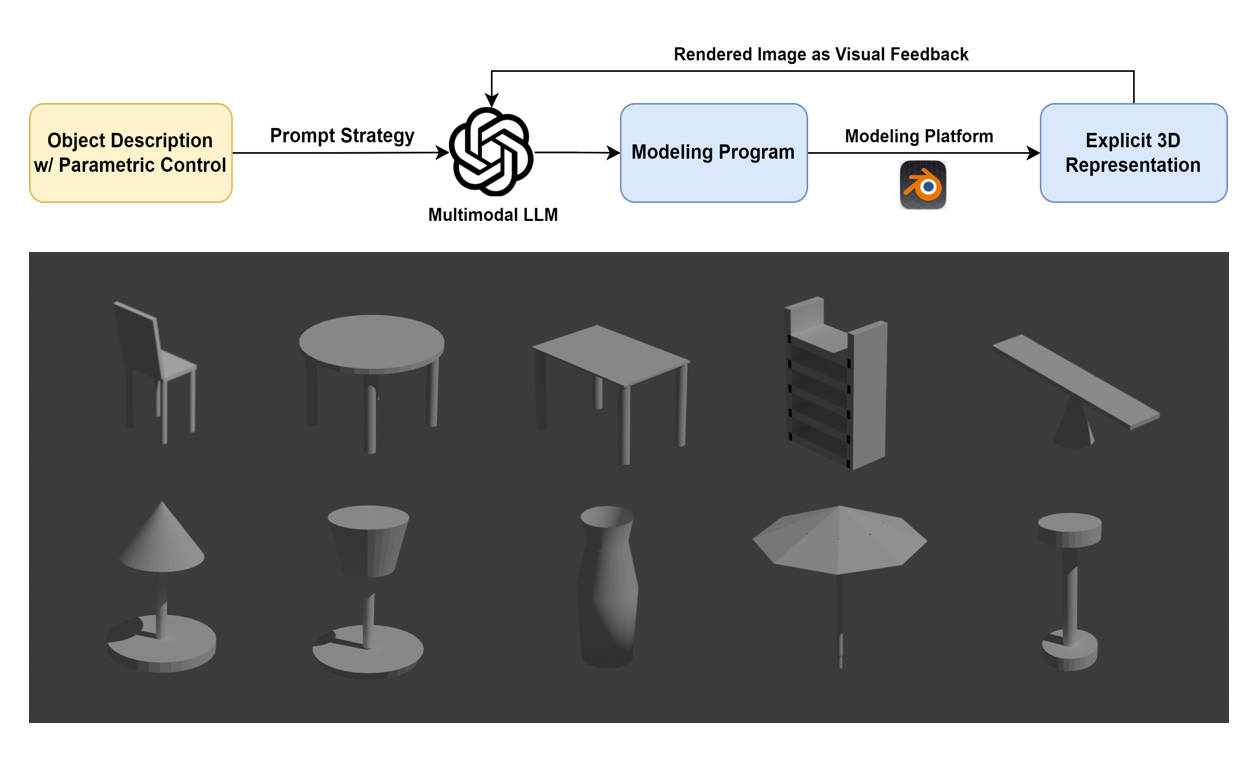 Rendered Image as Visual Feedback
Object Description
w/ Parametric Control
Prompt Strategy
Multimodal LLM
Modeling Program
Modeling Platform
Explicit 3D
Representation